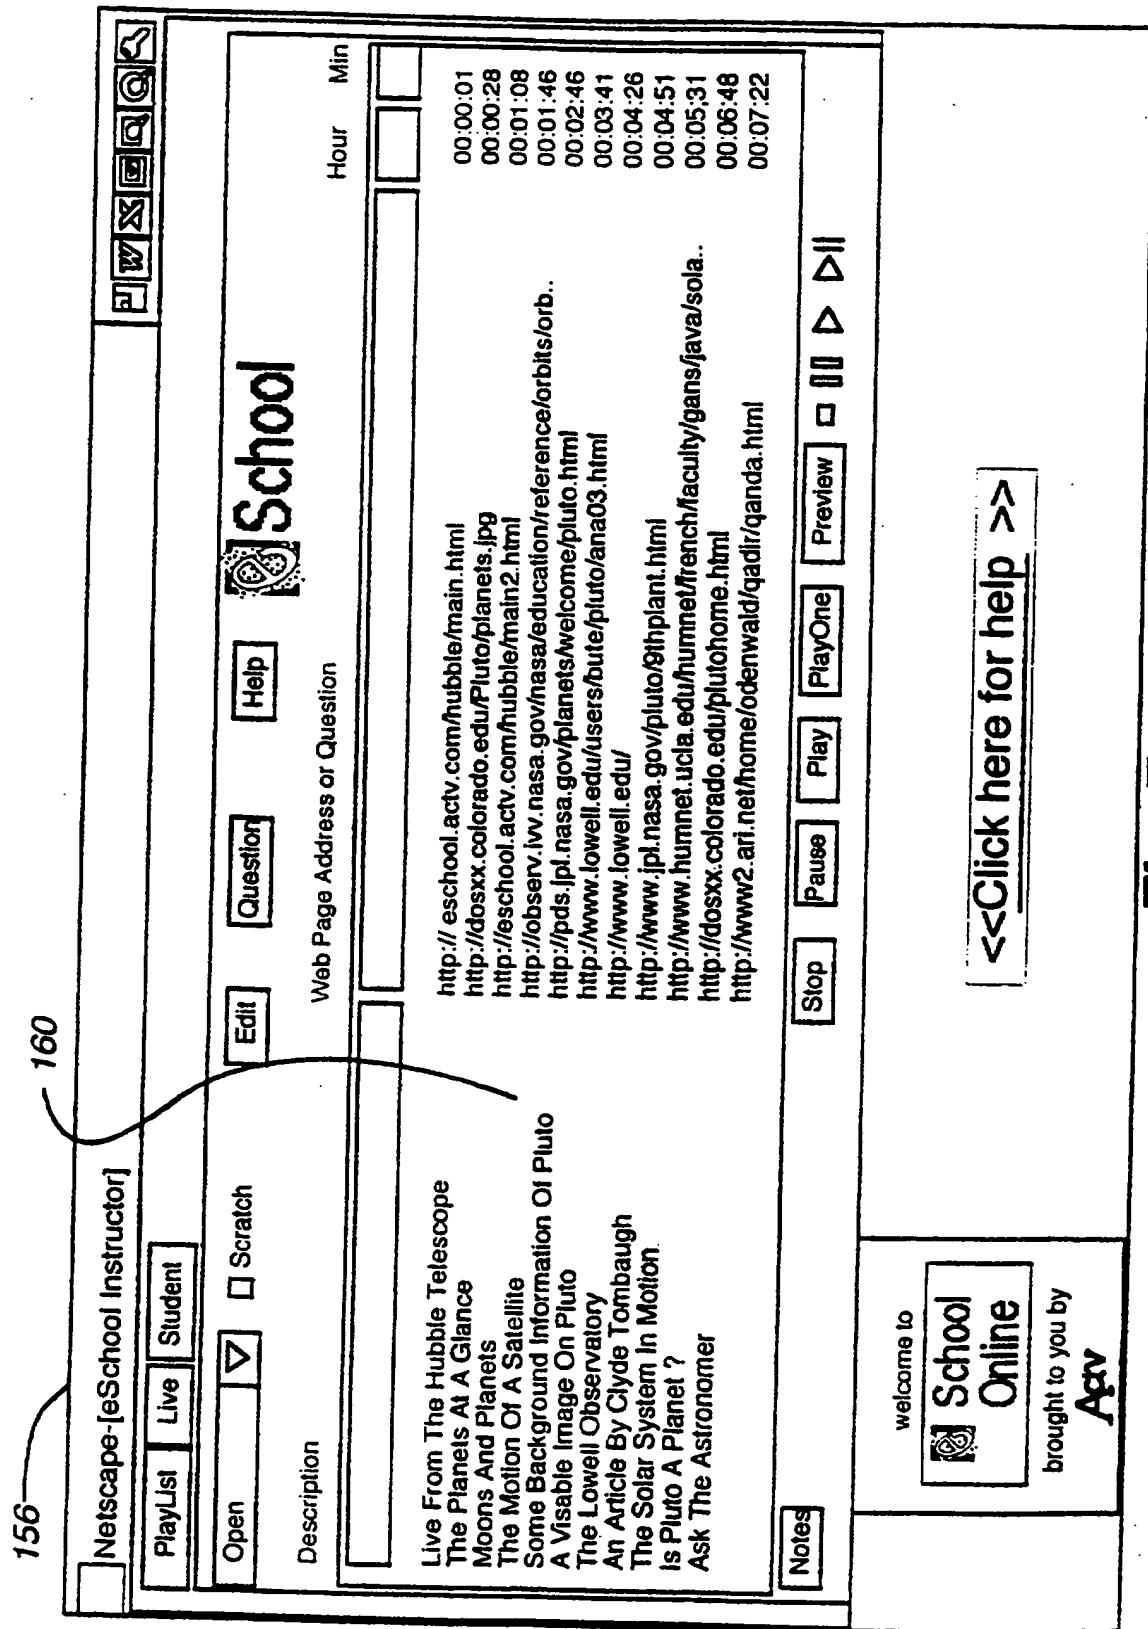 156
160
Netscape-[eSchool Instructor]
W X
PlayList Live Student
Open Scratch Edit Question Help School
Description Web Page Address or Question Hour Min
Live From The Hubble Telescope http:// eschool.actv.com/hubble/main.html 00:00:01
The Planets At A Glance http://dosxx.colorado.edu/Pluto/planets.jpg 00:00:28
Moons And Planets http://eschool.actv.com/hubble/main2.html 00:01:08
The Motion Of A Satellite http://observ.ivv.nasa.gov/nasa/education/reference/orbits/orb.. 00:01:46
Some Background Information Of Pluto http://pds.jpl.nasa.gov/planets/welcome/pluto.html 00:02:46
A Visable Image On Pluto http://www.lowell.edu/users/bute/pluto/ana03.html 00:03:41
The Lowell Observatory http://www.lowell.edu/ 00:04:26
An Article By Clyde Tombaugh http://www.jpl.nasa.gov/pluto/9thplant.html 00:04:51
The Solar System In Motion http://www.humnet.ucla.edu/humnet/french/faculty/gans/java/sola.. 00:05;31
Is Pluto A Planet ? http://dosxx.colorado.edu/plutohome.html 00:06:48
Ask The Astronomer http://www2.ari.net/home/odenwald/qadir/qanda.html 00:07:22
Notes Stop Pause Play PlayOne Preview
welcome to
School
Online
brought to you by
Actv
<<Click here for help >>